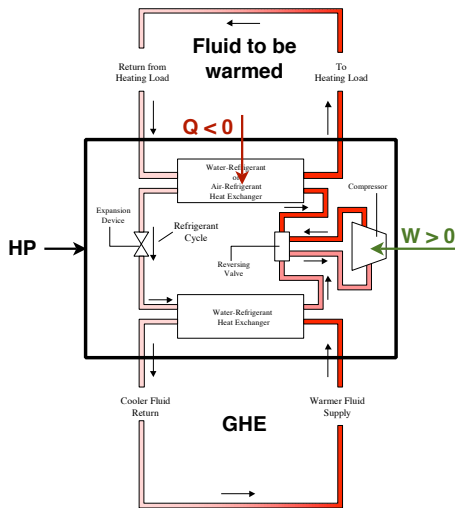 Fluid to be
warmed
Return from
Heating Load
To
Heating Load
Q < 0
Water-Refrigerant
or
Air-Refrigerant
Heat Exchanger
Compressor
Expansion
Device
Refrigerant
Cycle
HP
W > 0
Reversing
Valve
Water-Refrigerant
Heat Exchanger
Cooler Fluid
Return
Warmer Fluid
Supply
GHE